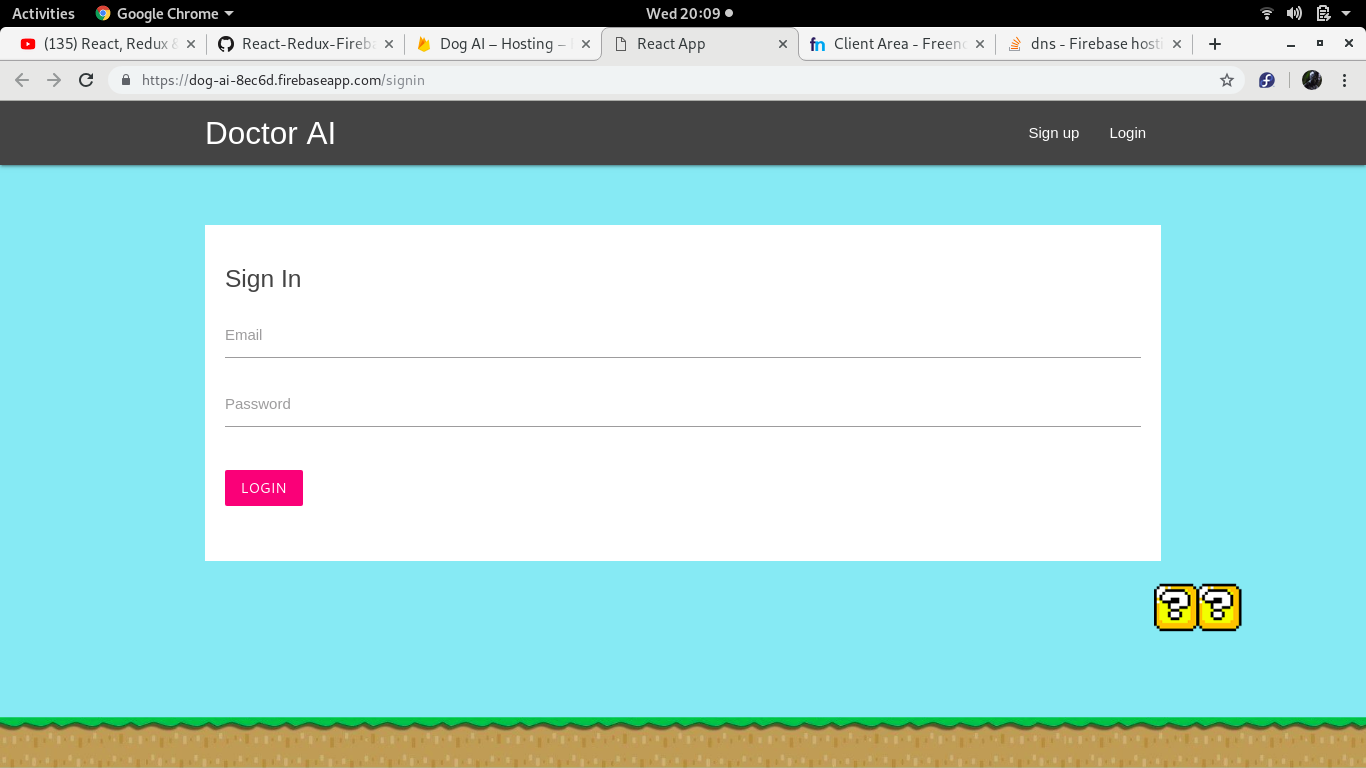 Activities Google Chrome Wed 20:09
(135) React, Redux & React-Redux-Fireba Dog AI – Hosting – React App Client Area - Freen dns - Firebase hosti
https://dog-ai-8ec6d.firebaseapp.com/signin
Doctor AI Sign up Login
Sign In
Email
Password
LOGIN
? ?